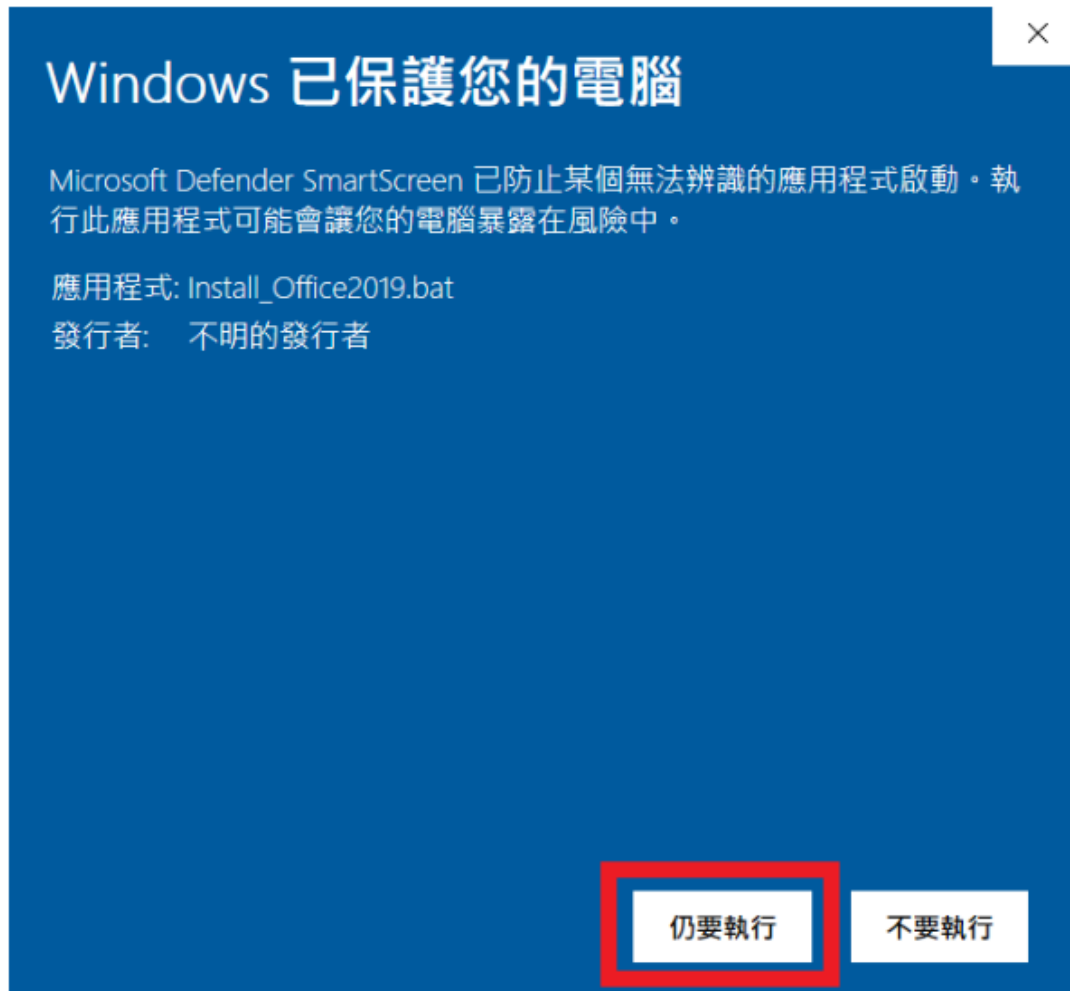 Windows 已保護您的電腦
Microsoft Defender SmartScreen 已防止某個無法辨識的應用程式啟動。執
行此應用程式可能會讓您的電腦暴露在風險中。
應用程式: Install_Office2019.bat
發行者: 不明的發行者
仍要執行 不要執行